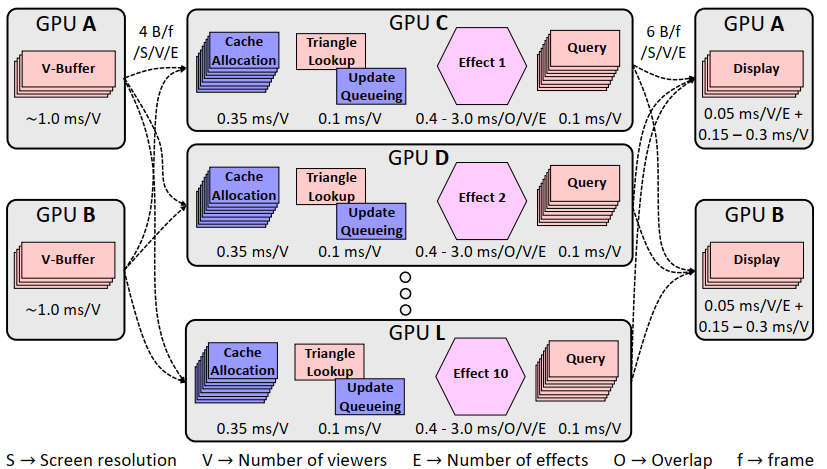 GPU A
V-Buffer
~1.0 ms/V
GPU B
V-Buffer
~1.0 ms/V
4 B/f
/S/V/E
GPU C
Cache
Allocation
Triangle
Lookup
Update
Queueing
Effect 1
Query
0.35 ms/V
0.1 ms/V
0.4 - 3.0 ms/O/V/E
0.1 ms/V
GPU D
Cache
Allocation
Triangle
Lookup
Update
Queueing
Effect 2
Query
0.35 ms/V
0.1 ms/V
0.4 - 3.0 ms/O/V/E
0.1 ms/V
GPU L
Cache
Allocation
Triangle
Lookup
Update
Queueing
Effect 10
Query
0.35 ms/V
0.1 ms/V
0.4 - 3.0 ms/O/V/E
0.1 ms/V
6 B/f
/S/V/E
GPU A
Display
0.05 ms/V/E +
0.15 – 0.3 ms/V
GPU B
Display
0.05 ms/V/E +
0.15 – 0.3 ms/V
S → Screen resolution V → Number of viewers E → Number of effects O → Overlap f → frame